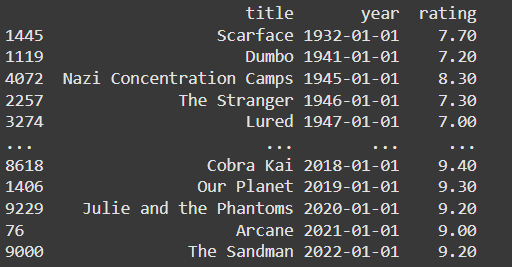 title year rating
1445 Scarface 1932-01-01 7.70
1119 Dumbo 1941-01-01 7.20
4072 Nazi Concentration Camps 1945-01-01 8.30
2257 The Stranger 1946-01-01 7.30
3274 Lured 1947-01-01 7.00
... ... ... ...
8618 Cobra Kai 2018-01-01 9.40
1406 Our Planet 2019-01-01 9.30
9229 Julie and the Phantoms 2020-01-01 9.20
76 Arcane 2021-01-01 9.00
9000 The Sandman 2022-01-01 9.20